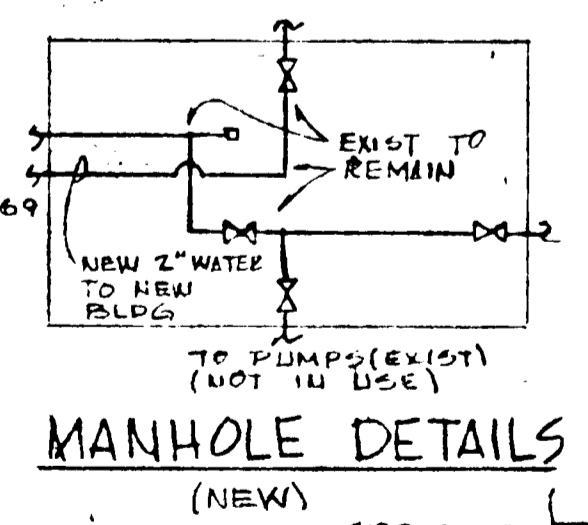 EXIST TO
REMAIN
69
NEW 2" WATER
TO NEW
BLDG
TO PUMPS (EXIST)
(NOT IN USE)
MANHOLE DETAILS
(NEW)